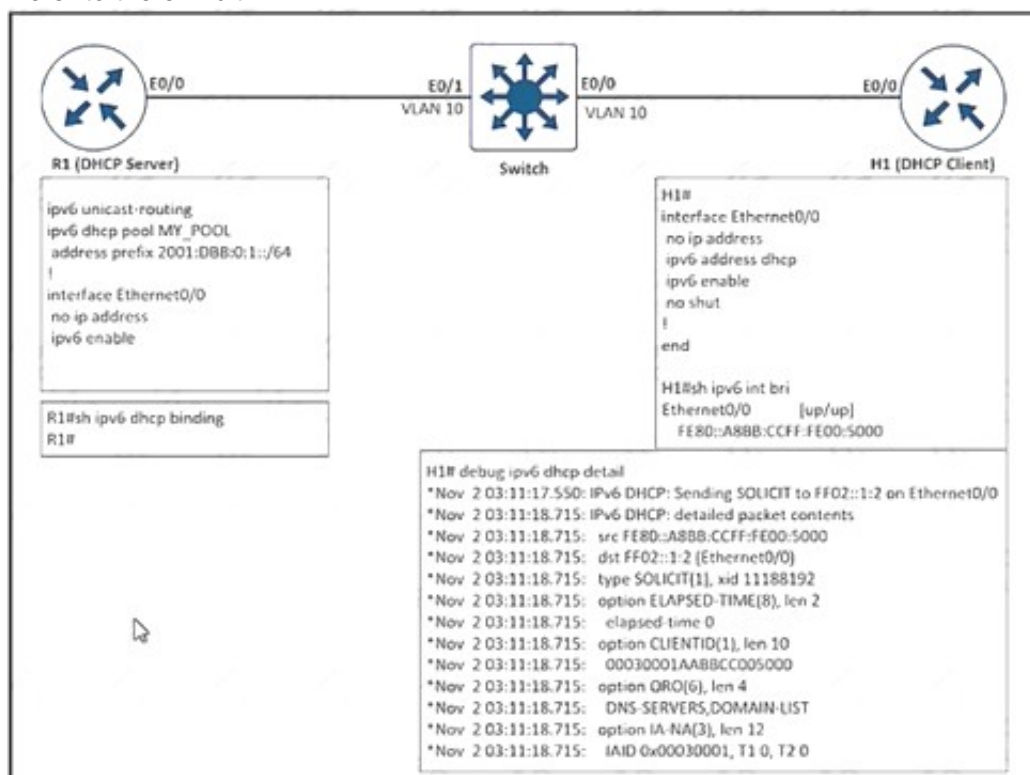 E0/0
E0/1
VLAN 10
E0/0
VLAN 10
E0/0
R1 (DHCP Server)
Switch
H1 (DHCP Client)
ipv6 unicast-routing
ipv6 dhcp pool MY_POOL
address prefix 2001:DB8:0:1::/64
!
interface Ethernet0/0
no ip address
ipv6 enable
R1#sh ipv6 dhcp binding
R1#
H1#
interface Ethernet0/0
no ip address
ipv6 address dhcp
ipv6 enable
no shut
!
end
H1#sh ipv6 int bri
Ethernet0/0 [up/up]
FE80::A8BB:CCFF:FE00:5000
H1# debug ipv6 dhcp detail
*Nov 2 03:11:17.550: IPv6 DHCP: Sending SOLICIT to FF02::1:2 on Ethernet0/0
*Nov 2 03:11:18.715: IPv6 DHCP: detailed packet contents
*Nov 2 03:11:18.715: src FE80::A8BB:CCFF:FE00:5000
*Nov 2 03:11:18.715: dst FF02::1:2 (Ethernet0/0)
*Nov 2 03:11:18.715: type SOLICIT(1), xid 11188192
*Nov 2 03:11:18.715: option ELAPSED-TIME(8), len 2
*Nov 2 03:11:18.715: elapsed-time 0
*Nov 2 03:11:18.715: option CLIENTID(1), len 10
*Nov 2 03:11:18.715: 00030001AABBCC005000
*Nov 2 03:11:18.715: option ORO(6), len 4
*Nov 2 03:11:18.715: DNS-SERVERS,DOMAIN-LIST
*Nov 2 03:11:18.715: option IA-NA(3), len 12
*Nov 2 03:11:18.715: IAID 0x00030001, T1 0, T2 0